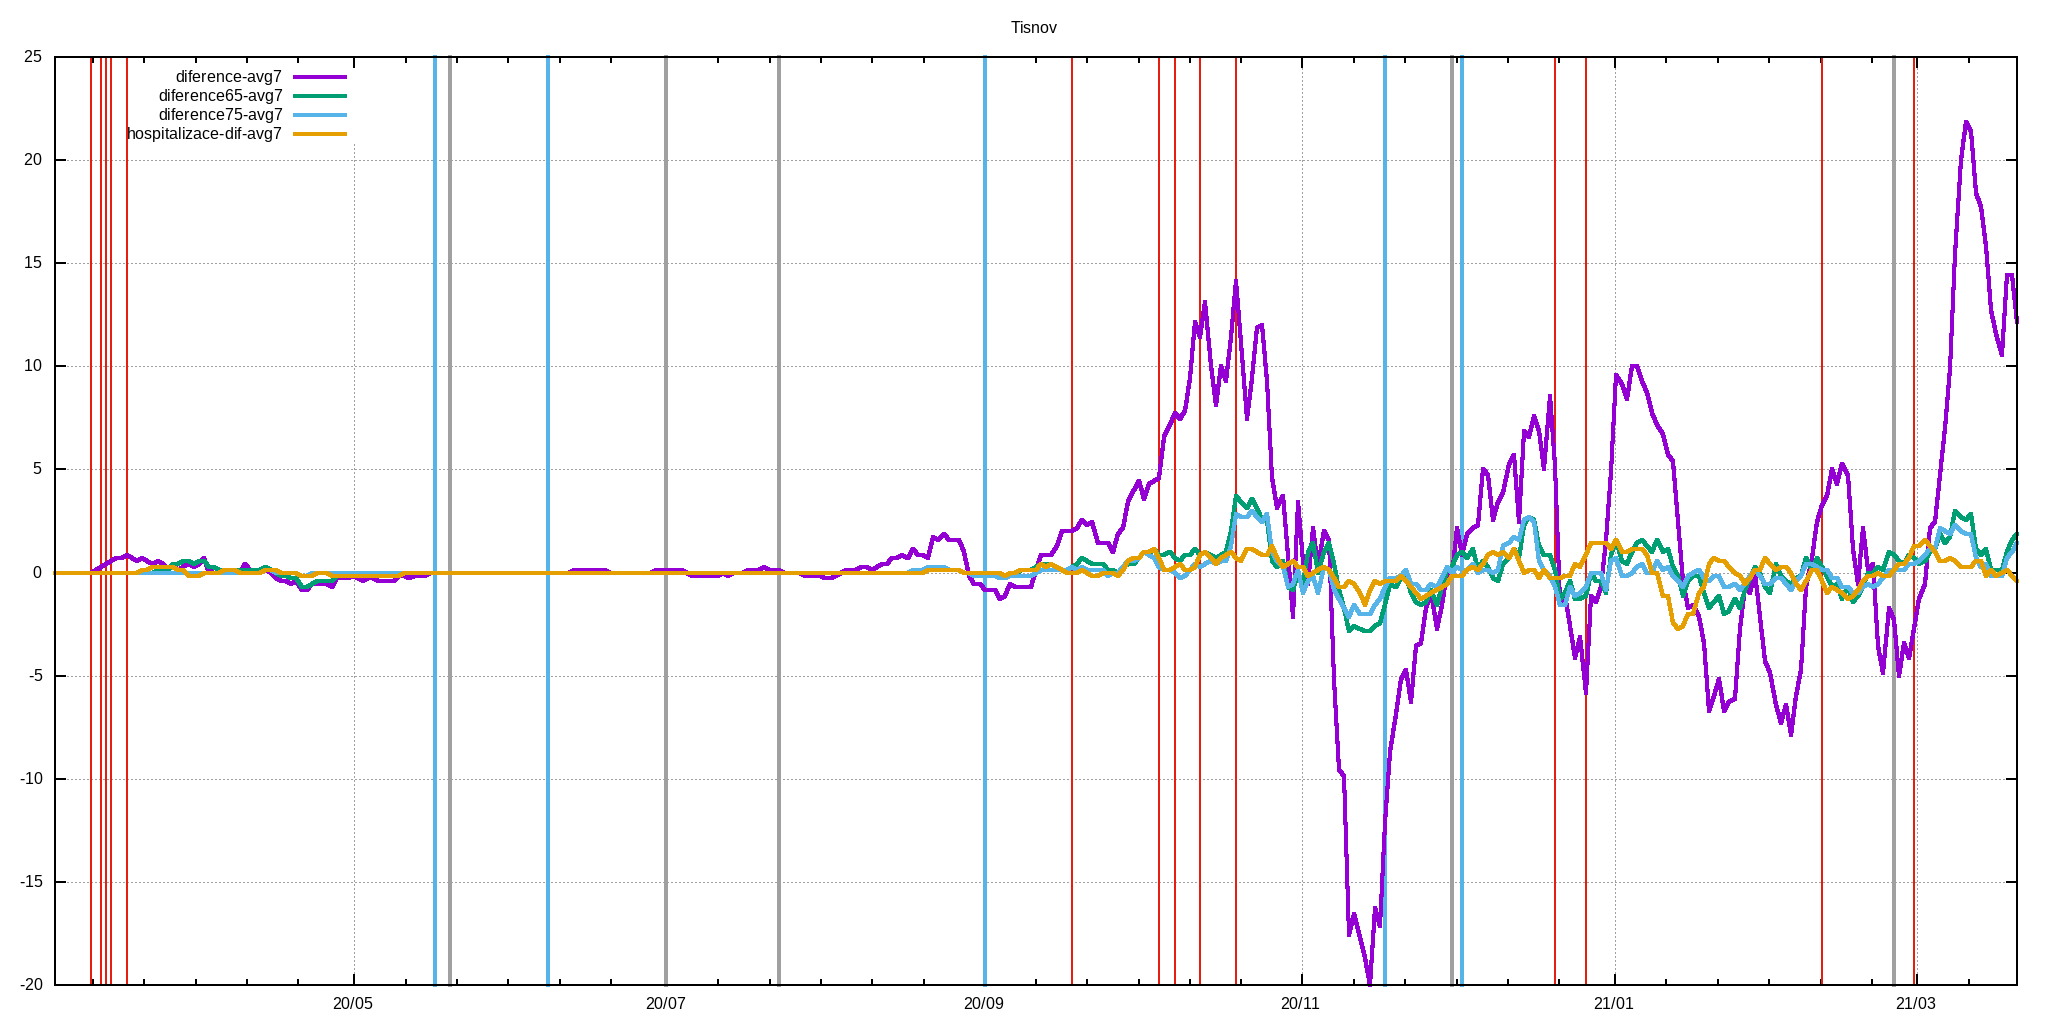 Tisnov
25
diference-avg7
diference65-avg7
diference75-avg7
hospitalizace-dif-avg7
20
15
10
5
0
-5
-10
-15
-20
20/05 20/07 20/09 20/11 21/01 21/03